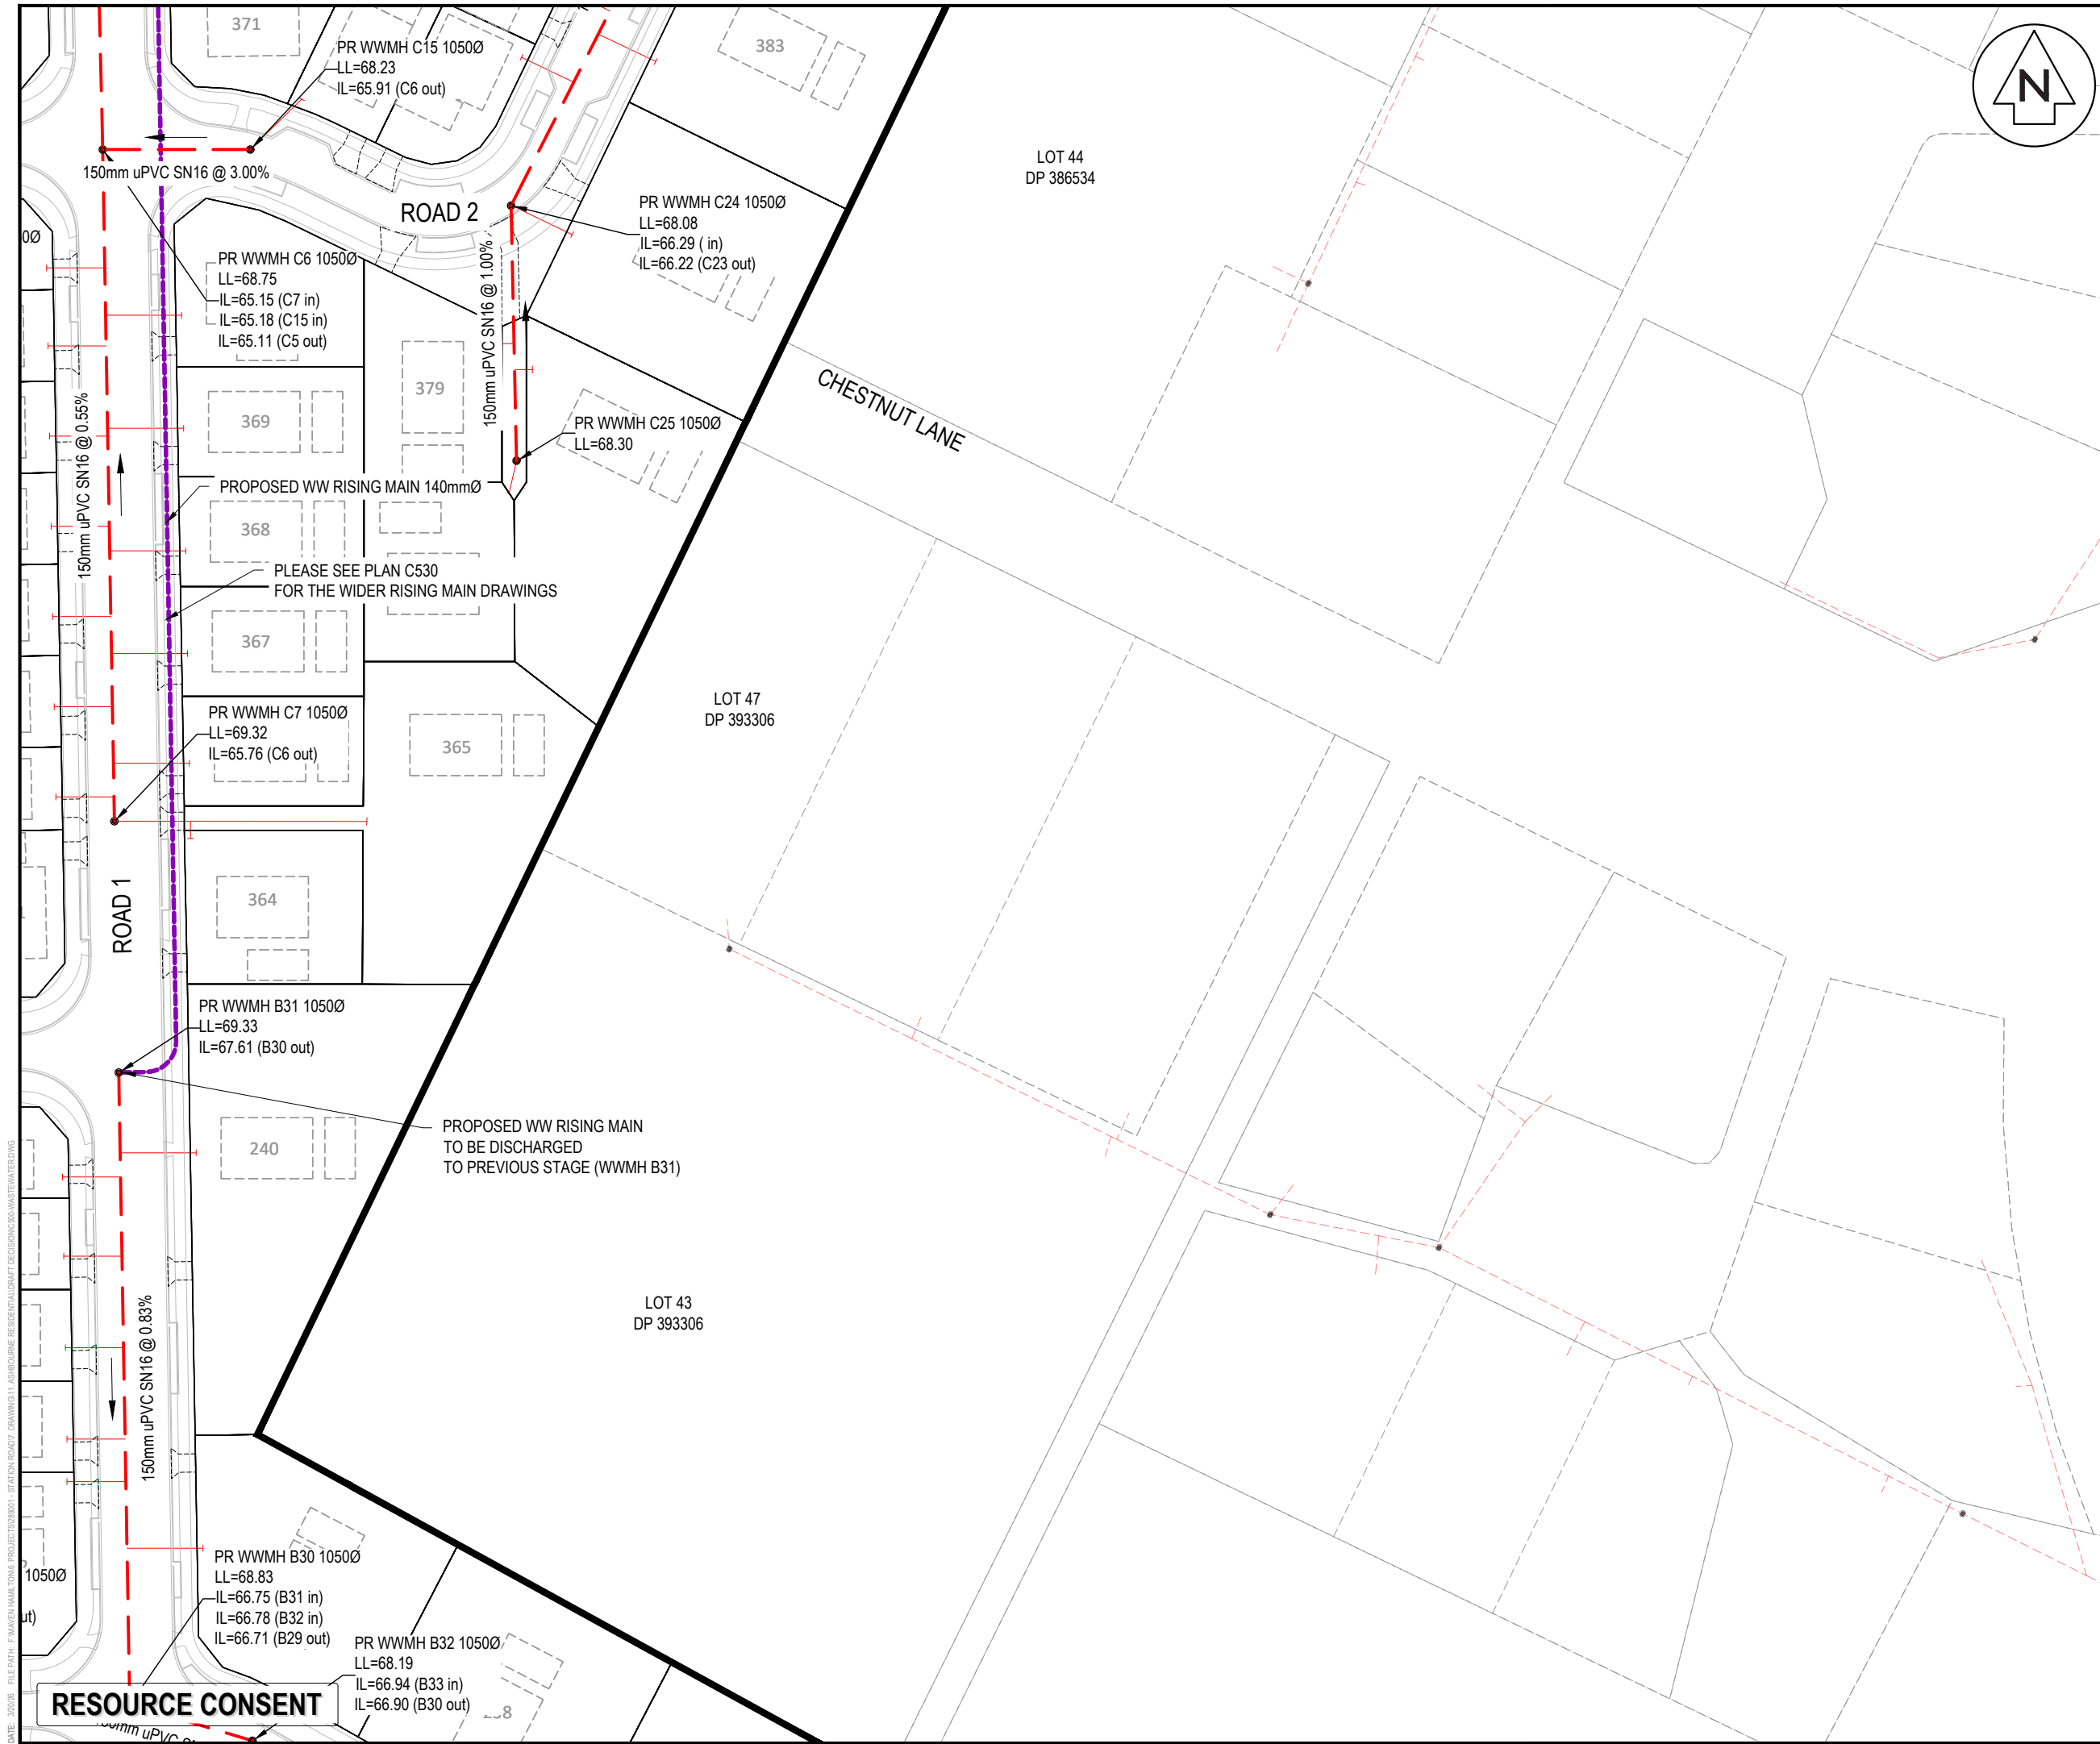 371
PR WWMH C15 1050Ø
LL=68.23
IL=65.91 (C6 out)
383
N
150mm uPVC SN16 @ 3.00%
LOT 44
DP 386534
ROAD 2
PR WWMH C24 1050Ø
LL=68.08
IL=66.29 ( in)
IL=66.22 (C23 out)
0Ø
PR WWMH C6 1050Ø
LL=68.75
IL=65.15 (C7 in)
IL=65.18 (C15 in)
IL=65.11 (C5 out)
150mm uPVC SN16 @ 1.00%
379
369
CHESTNUT LANE
150mm uPVC SN16 @ 0.55%
PR WWMH C25 1050Ø
LL=68.30
PROPOSED WW RISING MAIN 140mmØ
368
PLEASE SEE PLAN C530
FOR THE WIDER RISING MAIN DRAWINGS
367
LOT 47
DP 393306
PR WWMH C7 1050Ø
LL=69.32
IL=65.76 (C6 out)
365
ROAD 1
364
PR WWMH B31 1050Ø
LL=69.33
IL=67.61 (B30 out)
PROPOSED WW RISING MAIN
TO BE DISCHARGED
TO PREVIOUS STAGE (WWMH B31)
240
LOT 43
DP 393306
150mm uPVC SN16 @ 0.83%
1050Ø
ut)
PR WWMH B30 1050Ø
LL=68.83
IL=66.75 (B31 in)
IL=66.78 (B32 in)
IL=66.71 (B29 out)
PR WWMH B32 1050Ø
LL=68.19
IL=66.94 (B33 in)
IL=66.90 (B30 out)
RESOURCE CONSENT
uPVC